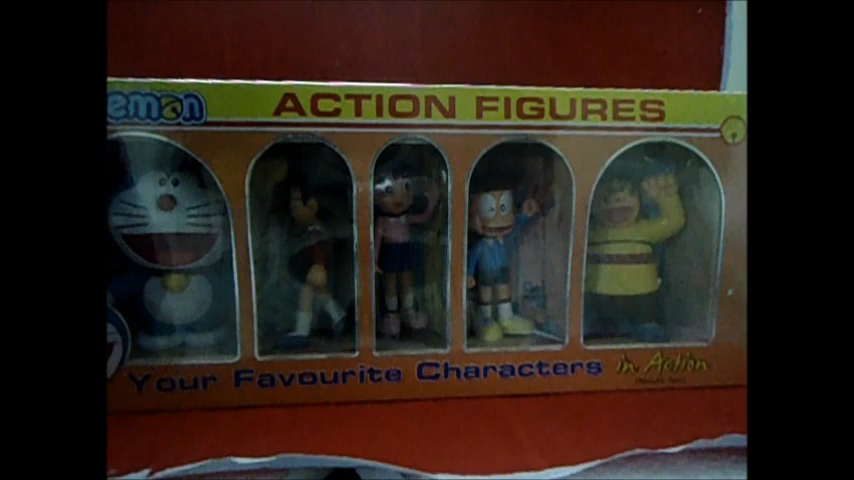 emon
ACTION FIGURES
Your Favourite Characters
in Action